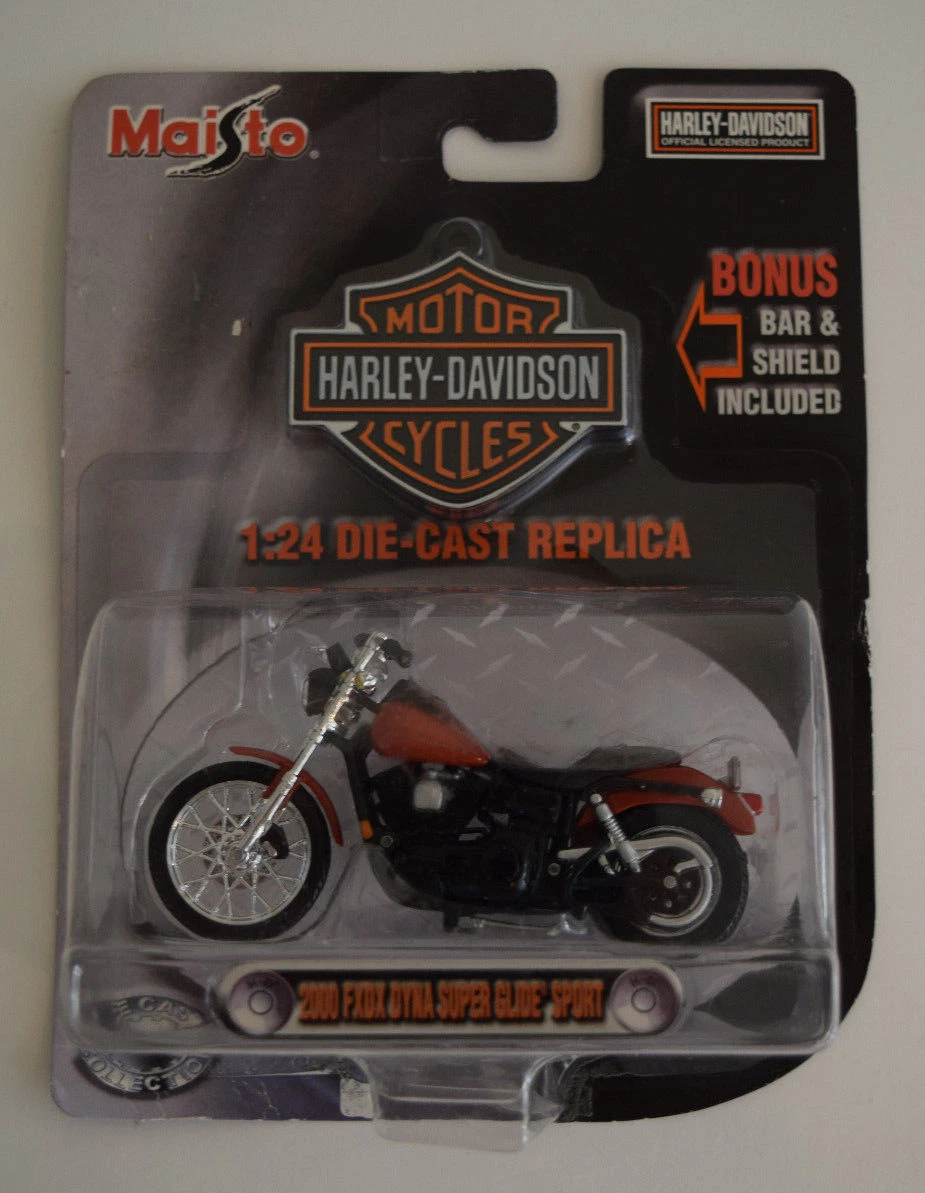 Maisto®
HARLEY-DAVIDSON
OFFICIAL LICENSED PRODUCT
BONUS
BAR &
SHIELD
INCLUDED
MOTOR
HARLEY-DAVIDSON
CYCLES
1:24 DIE-CAST REPLICA
2000 FXDX DYNA SUPER GLIDE® SPORT